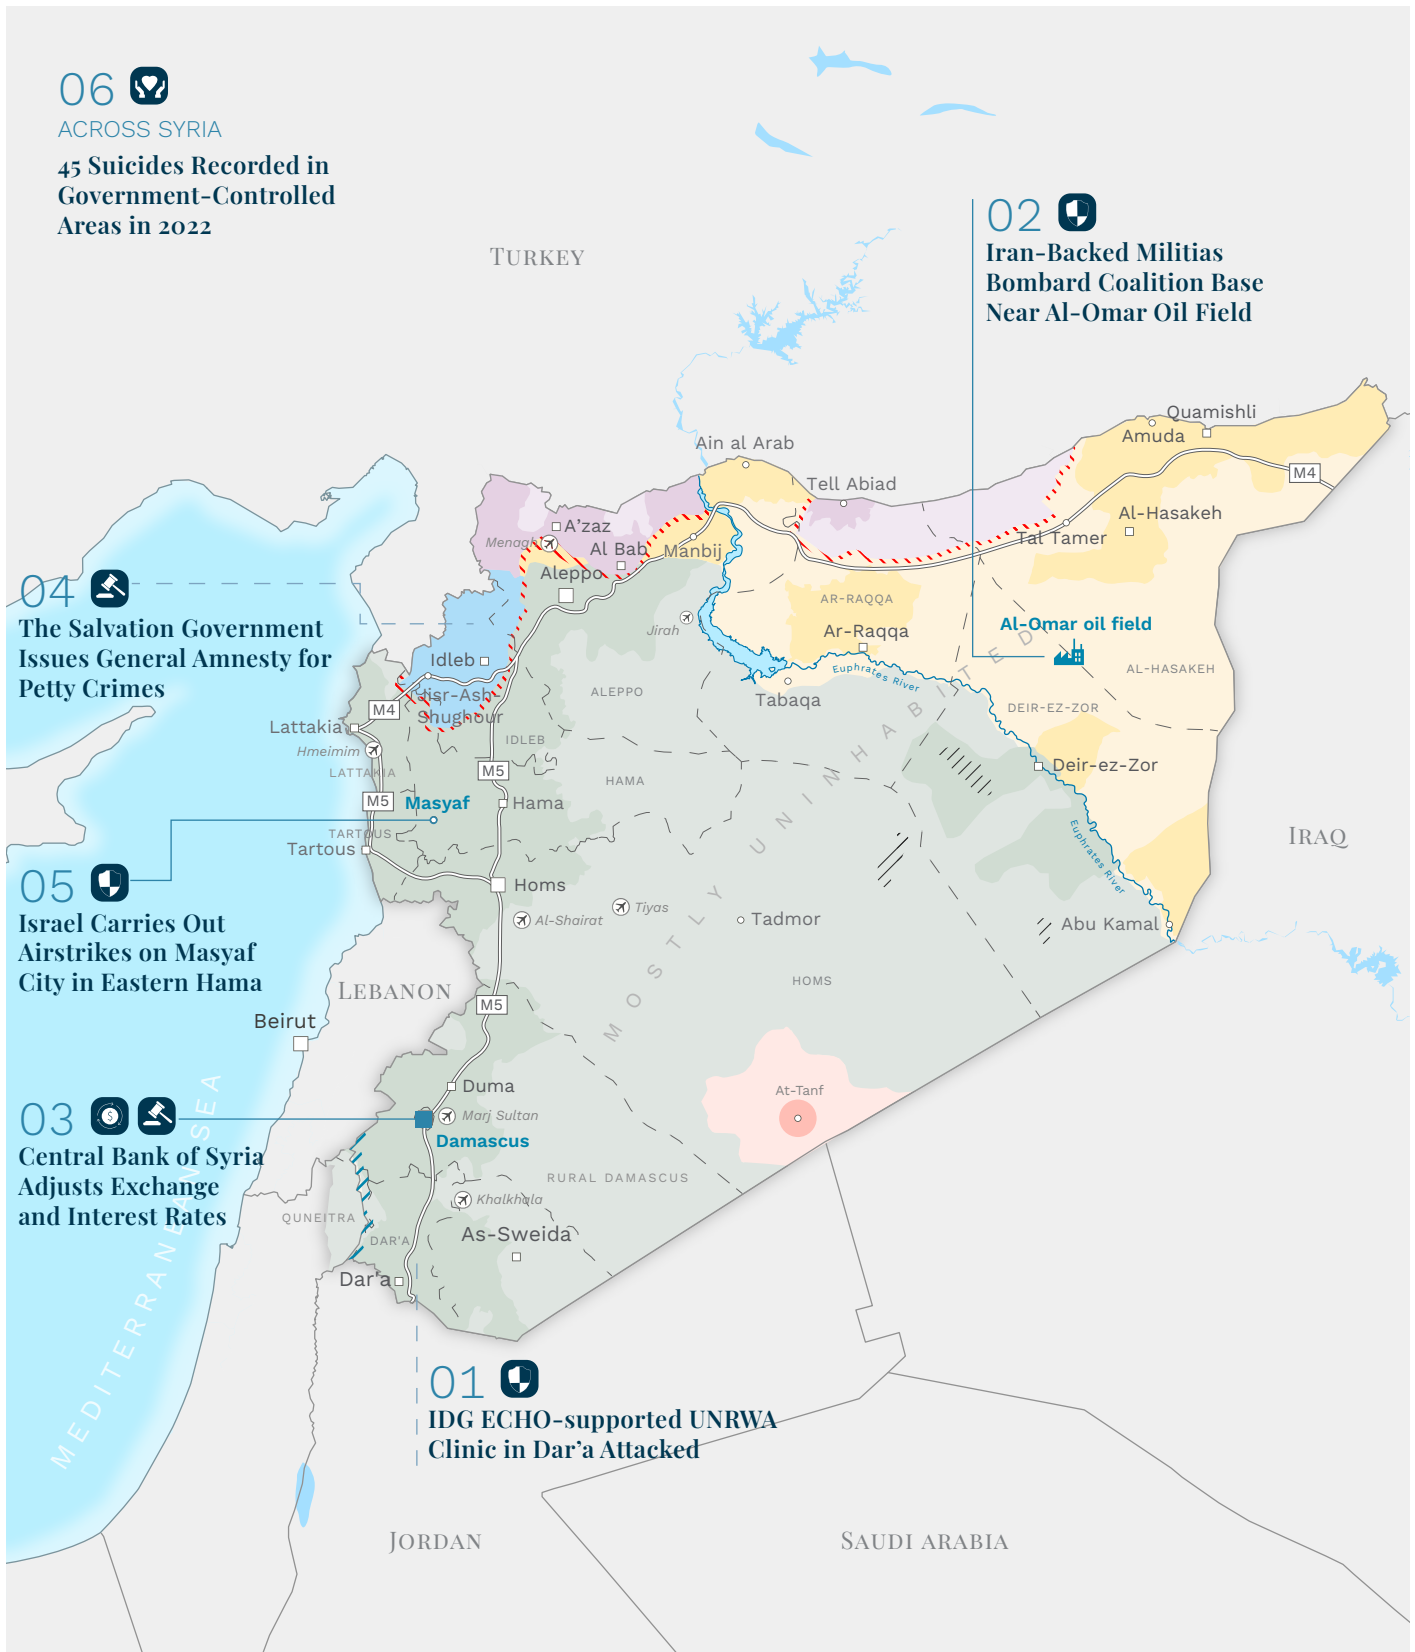 06
ACROSS SYRIA
45 Suicides Recorded in
Government-Controlled
Areas in 2022
02
Iran-Backed Militias
Bombard Coalition Base
Near Al-Omar Oil Field
TURKEY
Quamishli
Amuda
Ain al Arab
M4
Tell Abiad
Al-Hasakeh
A'zaz
Tal Tamer
Menagh
Al Bab
Manbij
Aleppo
04
The Salvation Government
Issues General Amnesty for
Petty Crimes
AR-RAQQA
Jirah
Ar-Raqqa
Al-Omar oil field
Idleb
Euphrates River
AL-HASAKEH
Tabaqa
ALEPPO
Jisr-Ash-
Shughour
M4
DEIR-EZ-ZOR
Lattakia
IDLEB
Hmeimim
LATTAKIA
M5
HAMA
Deir-ez-Zor
M5
Masyaf
Hama
MOSTLY UNINHABITED
TARTOUS
Tartous
Euphrates River
IRAQ
05
Israel Carries Out
Airstrikes on Masyaf
City in Eastern Hama
Homs
Al-Shairat
Tiyas
Tadmor
Abu Kamal
HOMS
LEBANON
M5
Beirut
Duma
At-Tanf
03
$
Central Bank of Syria
Adjusts Exchange
and Interest Rates
Marj Sultan
Damascus
RURAL DAMASCUS
Khalkhala
QUNEITRA
DAR'A
As-Sweida
Dar'a
MEDITERRANEAN SEA
01
IDG ECHO-supported UNRWA
Clinic in Dar'a Attacked
JORDAN
SAUDI ARABIA